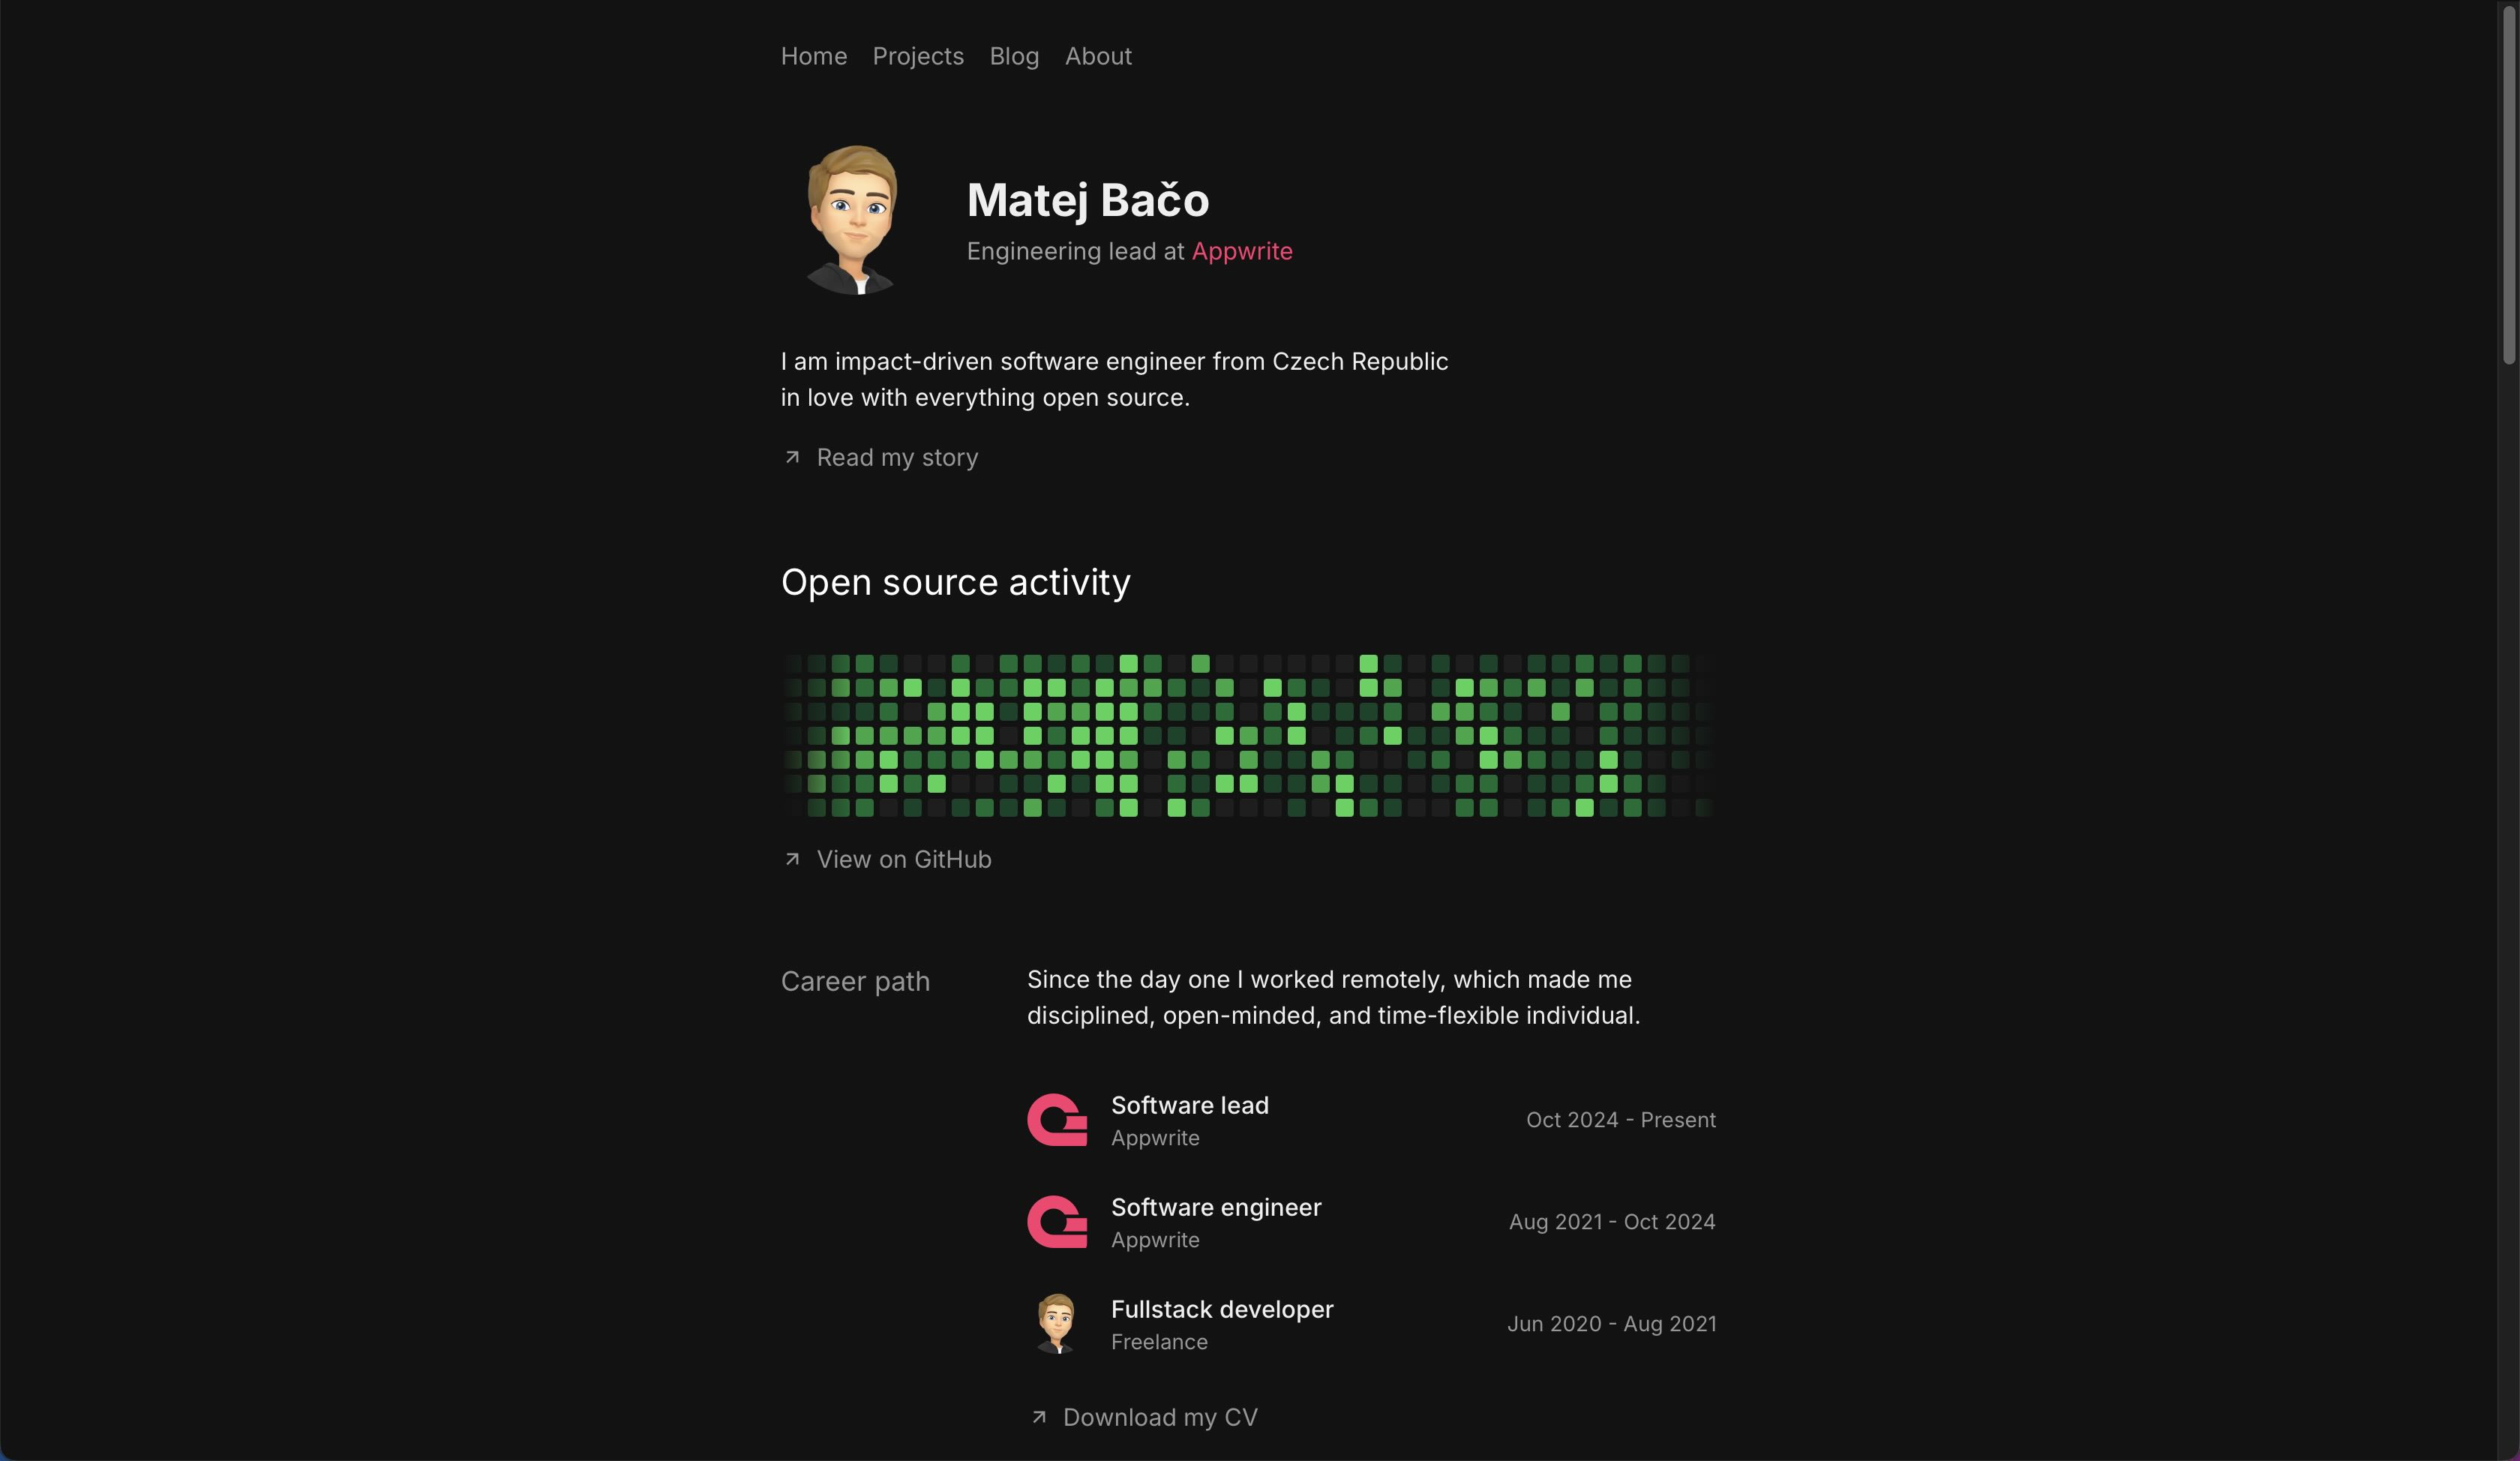 Home Projects Blog About
Matej Bačo
Engineering lead at Appwrite
I am impact-driven software engineer from Czech Republic
in love with everything open source.
Read my story
Open source activity
View on GitHub
Career path
Since the day one I worked remotely, which made me
disciplined, open-minded, and time-flexible individual.
Software lead
Appwrite
Oct 2024 - Present
Software engineer
Appwrite
Aug 2021 - Oct 2024
Fullstack developer
Freelance
Jun 2020 - Aug 2021
Download my CV